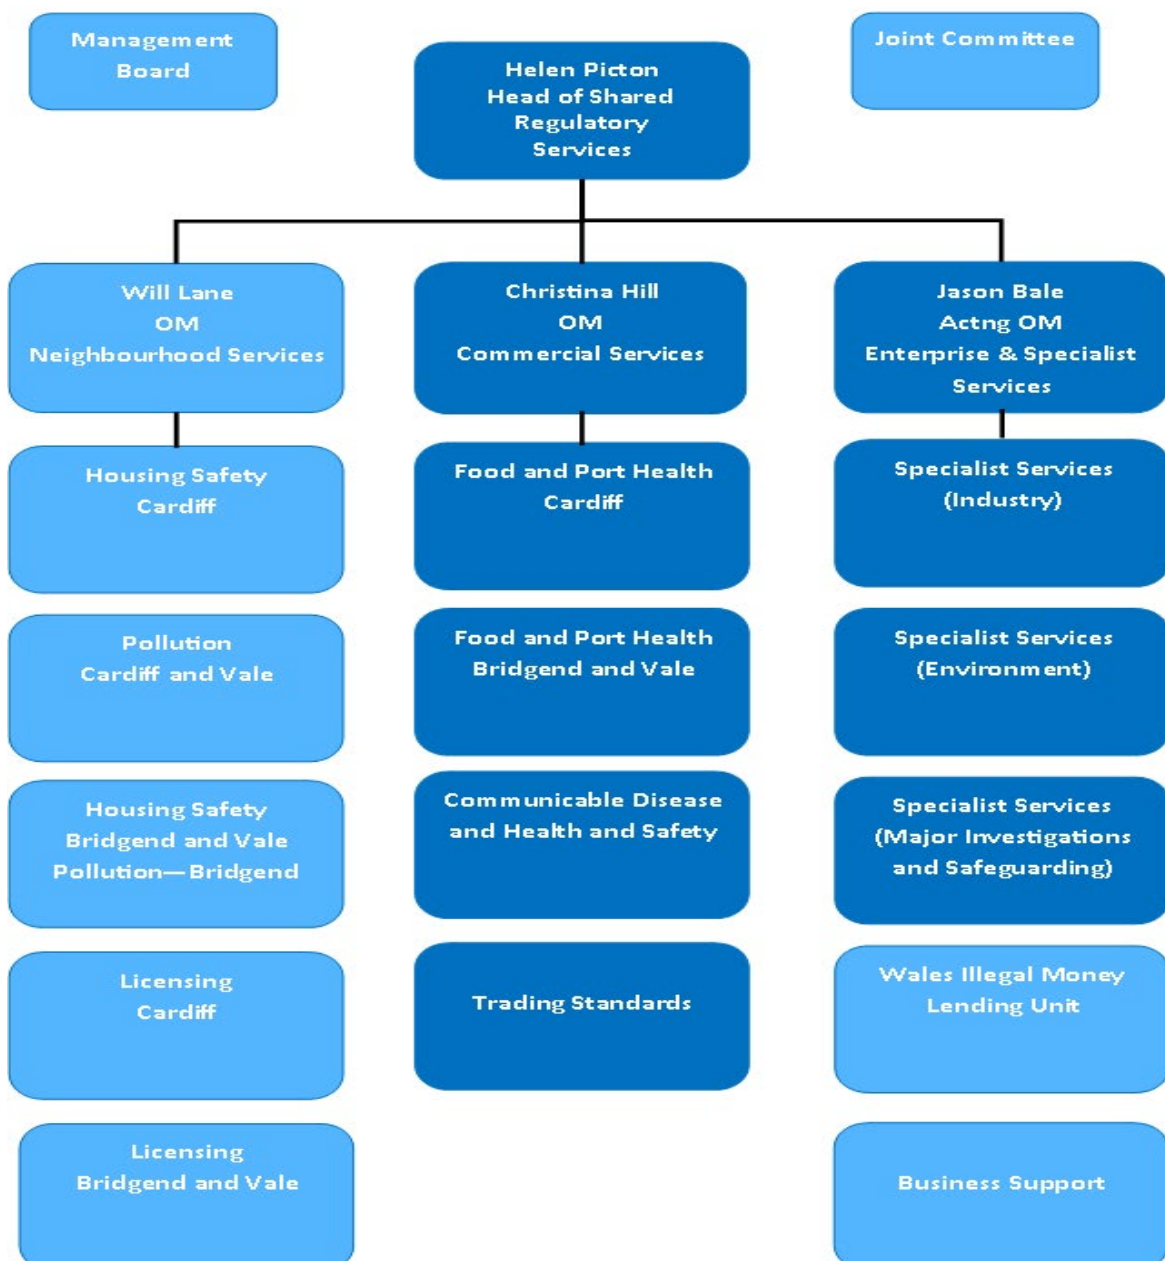 Management
Board
Joint Committee
Helen Picton
Head of Shared
Regulatory
Services
Will Lane
OM
Neighbourhood Services
Christina Hill
OM
Commercial Services
Jason Bale
Actng OM
Enterprise & Specialist
Services
Housing Safety
Cardiff
Food and Port Health
Cardiff
Specialist Services
(Industry)
Pollution
Cardiff and Vale
Food and Port Health
Bridgend and Vale
Specialist Services
(Environment)
Housing Safety
Bridgend and Vale
Pollution—Bridgend
Communicable Disease
and Health and Safety
Specialist Services
(Major Investigations
and Safeguarding)
Licensing
Cardiff
Trading Standards
Wales Illegal Money
Lending Unit
Licensing
Bridgend and Vale
Business Support